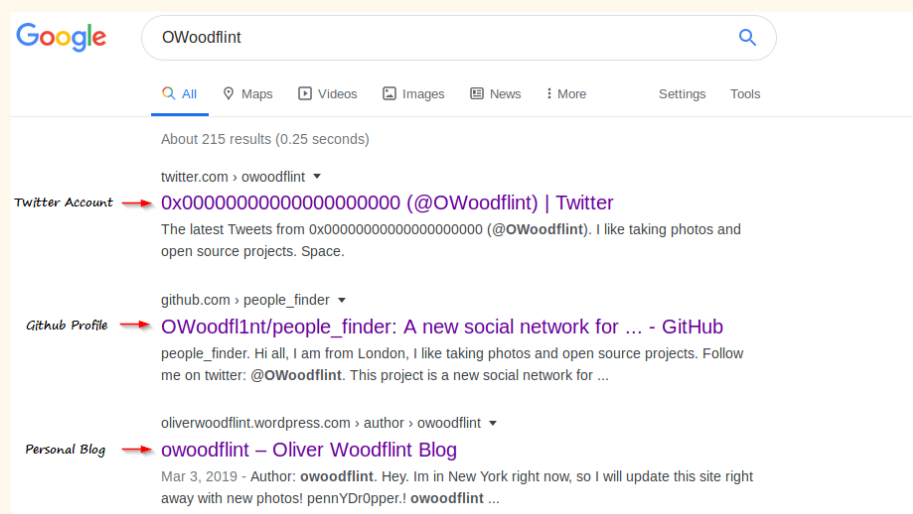 Google
OWoodflint
All Maps Videos Images News More Settings Tools
About 215 results (0.25 seconds)
twitter.com › owoodflint
Twitter Account
0x00000000000000000000 (@OWoodflint) | Twitter
The latest Tweets from 0x00000000000000000000 (@OWoodflint). I like taking photos and
open source projects. Space.
github.com › people_finder
Github Profile
OWoodfl1nt/people_finder: A new social network for ... - GitHub
people_finder. Hi all, I am from London, I like taking photos and open source projects. Follow
me on twitter: @OWoodflint. This project is a new social network for ...
oliverwoodflint.wordpress.com › author › owoodflint
Personal Blog
owoodflint – Oliver Woodflint Blog
Mar 3, 2019 - Author: owoodflint. Hey. Im in New York right now, so I will update this site right
away with new photos! pennYDr0pper.! owoodflint ...